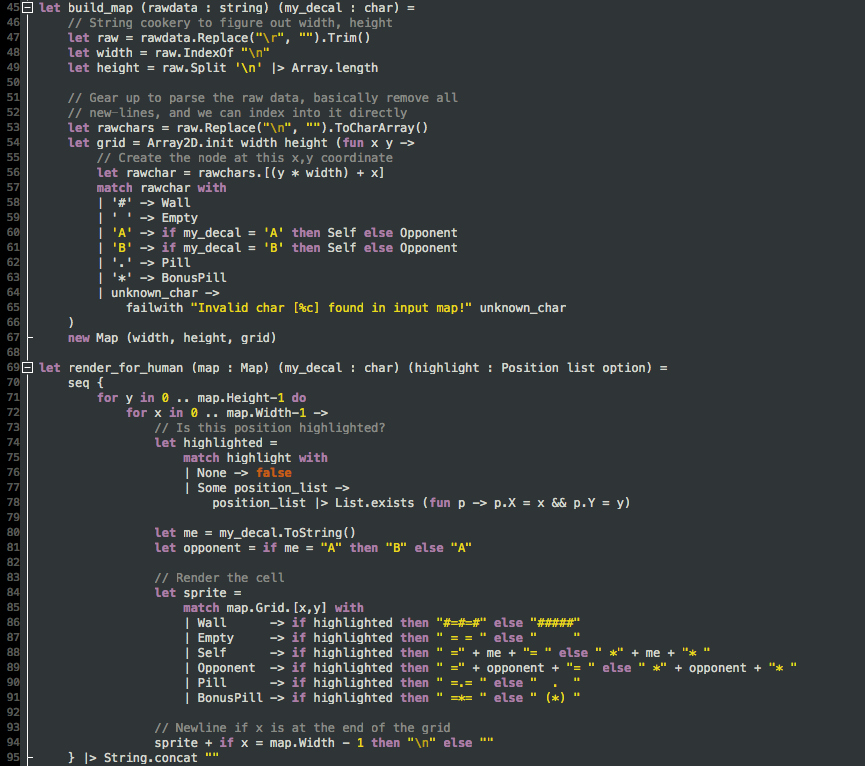 45 let build_map (rawdata : string) (my_decal : char) =
46     // String cookery to figure out width, height
47     let raw = rawdata.Replace("\r", "").Trim()
48     let width = raw.IndexOf "\n"
49     let height = raw.Split '\n' |> Array.length
50
51     // Gear up to parse the raw data, basically remove all
52     // new-lines, and we can index into it directly
53     let rawchars = raw.Replace("\n", "").ToCharArray()
54     let grid = Array2D.init width height (fun x y ->
55         // Create the node at this x,y coordinate
56         let rawchar = rawchars.[(y * width) + x]
57         match rawchar with
58         | '#' -> Wall
59         | ' ' -> Empty
60         | 'A' -> if my_decal = 'A' then Self else Opponent
61         | 'B' -> if my_decal = 'B' then Self else Opponent
62         | '.' -> Pill
63         | '*' -> BonusPill
64         | unknown_char ->
65             failwith "Invalid char [%c] found in input map!" unknown_char
66     )
67     new Map (width, height, grid)
68
69 let render_for_human (map : Map) (my_decal : char) (highlight : Position list option) =
70     seq {
71         for y in 0 .. map.Height-1 do
72             for x in 0 .. map.Width-1 ->
73                 // Is this position highlighted?
74                 let highlighted =
75                     match highlight with
76                     | None -> false
77                     | Some position_list ->
78                         position_list |> List.exists (fun p -> p.X = x && p.Y = y)
79
80                 let me = my_decal.ToString()
81                 let opponent = if me = "A" then "B" else "A"
82
83                 // Render the cell
84                 let sprite =
85                     match map.Grid.[x,y] with
86                     | Wall      -> if highlighted then "#=#=#" else "#####"
87                     | Empty     -> if highlighted then " = = " else "     "
88                     | Self      -> if highlighted then " =" + me + "= " else " *" + me + "* "
89                     | Opponent  -> if highlighted then " =" + opponent + "= " else " *" + opponent + "* "
90                     | Pill      -> if highlighted then " =.= " else "  .  "
91                     | BonusPill -> if highlighted then " =*= " else " (*) "
92
93                 // Newline if x is at the end of the grid
94                 sprite + if x = map.Width - 1 then "\n" else ""
95     } |> String.concat ""